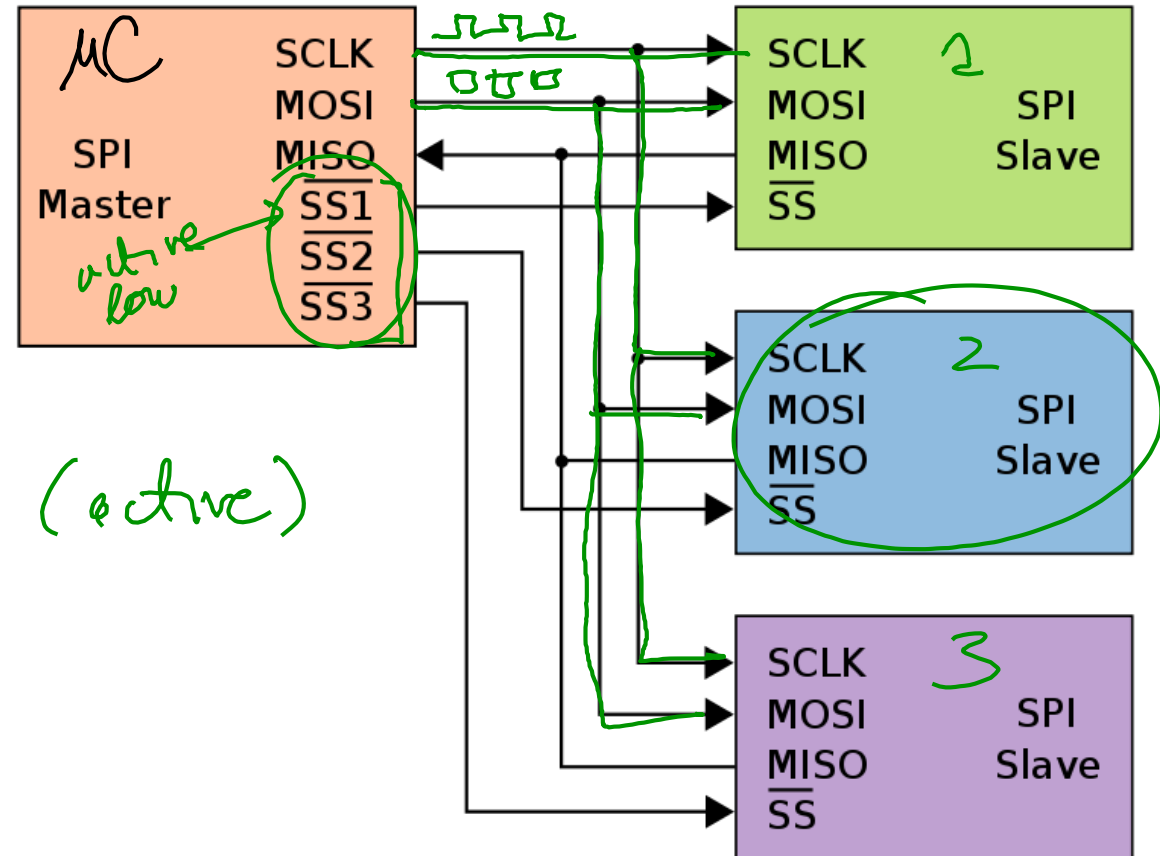 μC
SCLK
MOSI
MISO
SPI
Master
SS1
SS2
SS3
active
low
(active)
SCLK
1
MOSI
SPI
MISO
Slave
SS
SCLK
2
MOSI
SPI
MISO
Slave
SS
SCLK
3
MOSI
SPI
MISO
Slave
SS